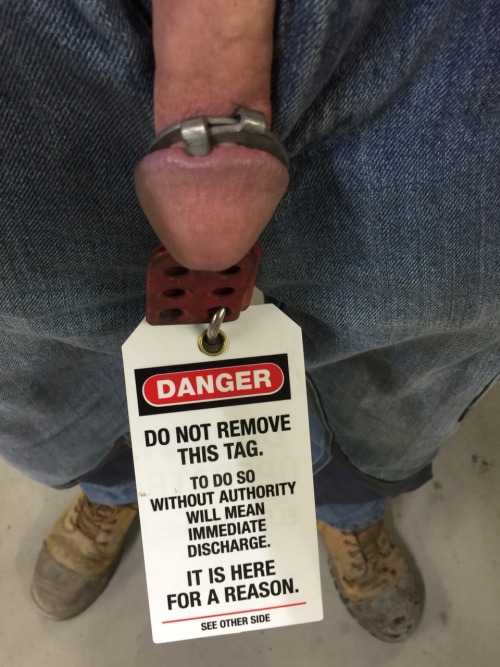 DANGER
DO NOT REMOVE
THIS TAG.
TO DO SO
WITHOUT AUTHORITY
WILL MEAN
IMMEDIATE
DISCHARGE.
IT IS HERE
FOR A REASON.
SEE OTHER SIDE